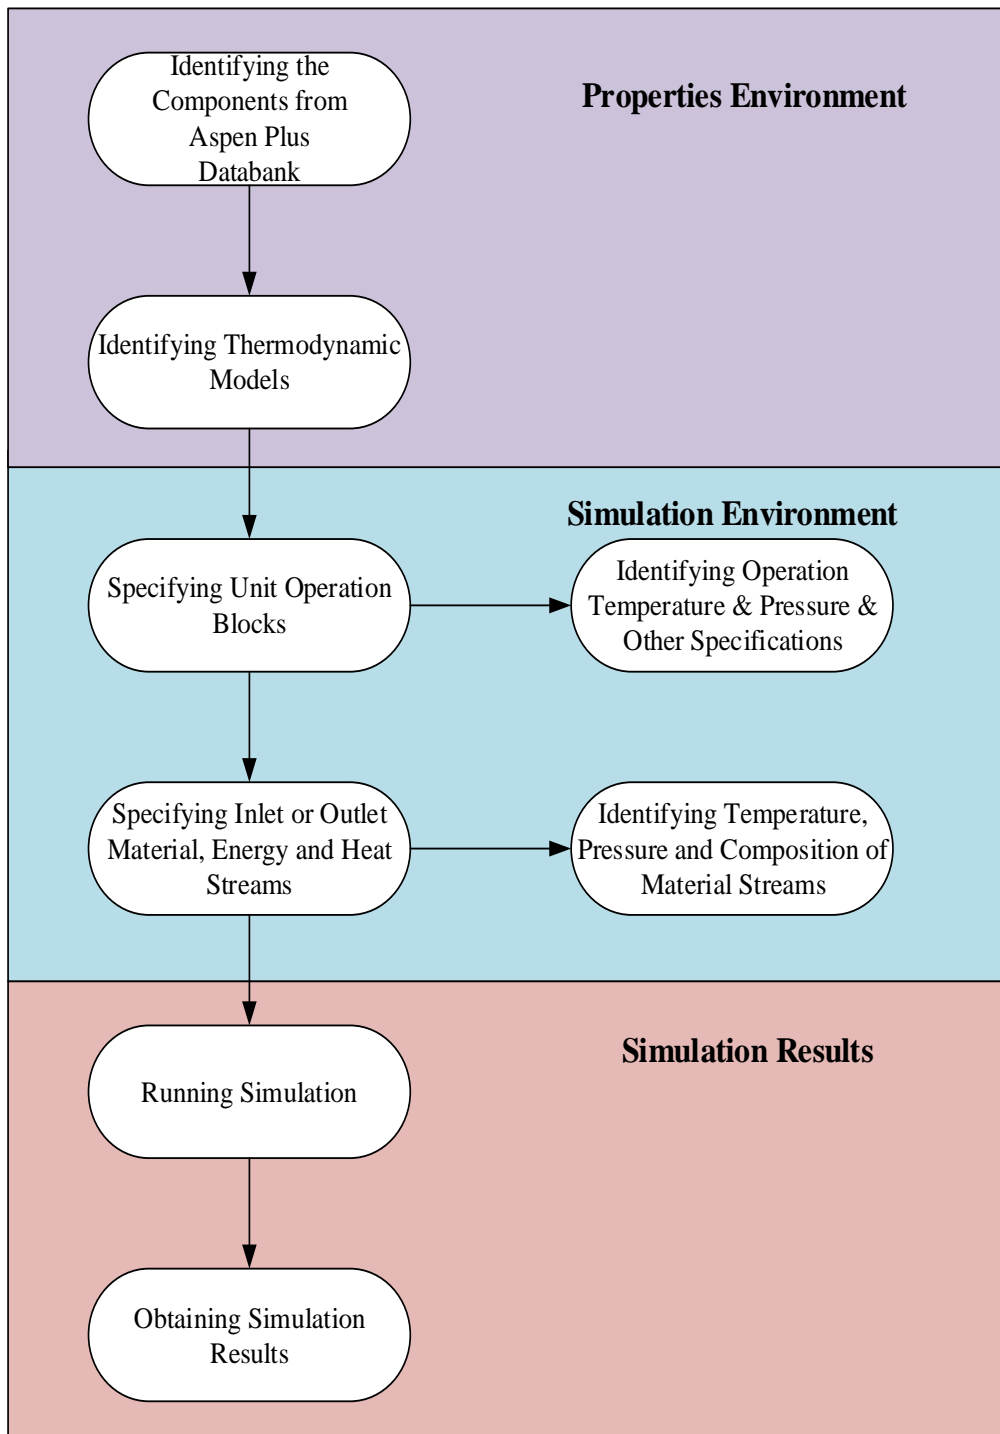 Identifying the
Components from
Aspen Plus
Databank
Properties Environment
Identifying Thermodynamic
Models
Simulation Environment
Specifying Unit Operation
Blocks
Identifying Operation
Temperature & Pressure &
Other Specifications
Specifying Inlet or Outlet
Material, Energy and Heat
Streams
Identifying Temperature,
Pressure and Composition of
Material Streams
Simulation Results
Running Simulation
Obtaining Simulation
Results